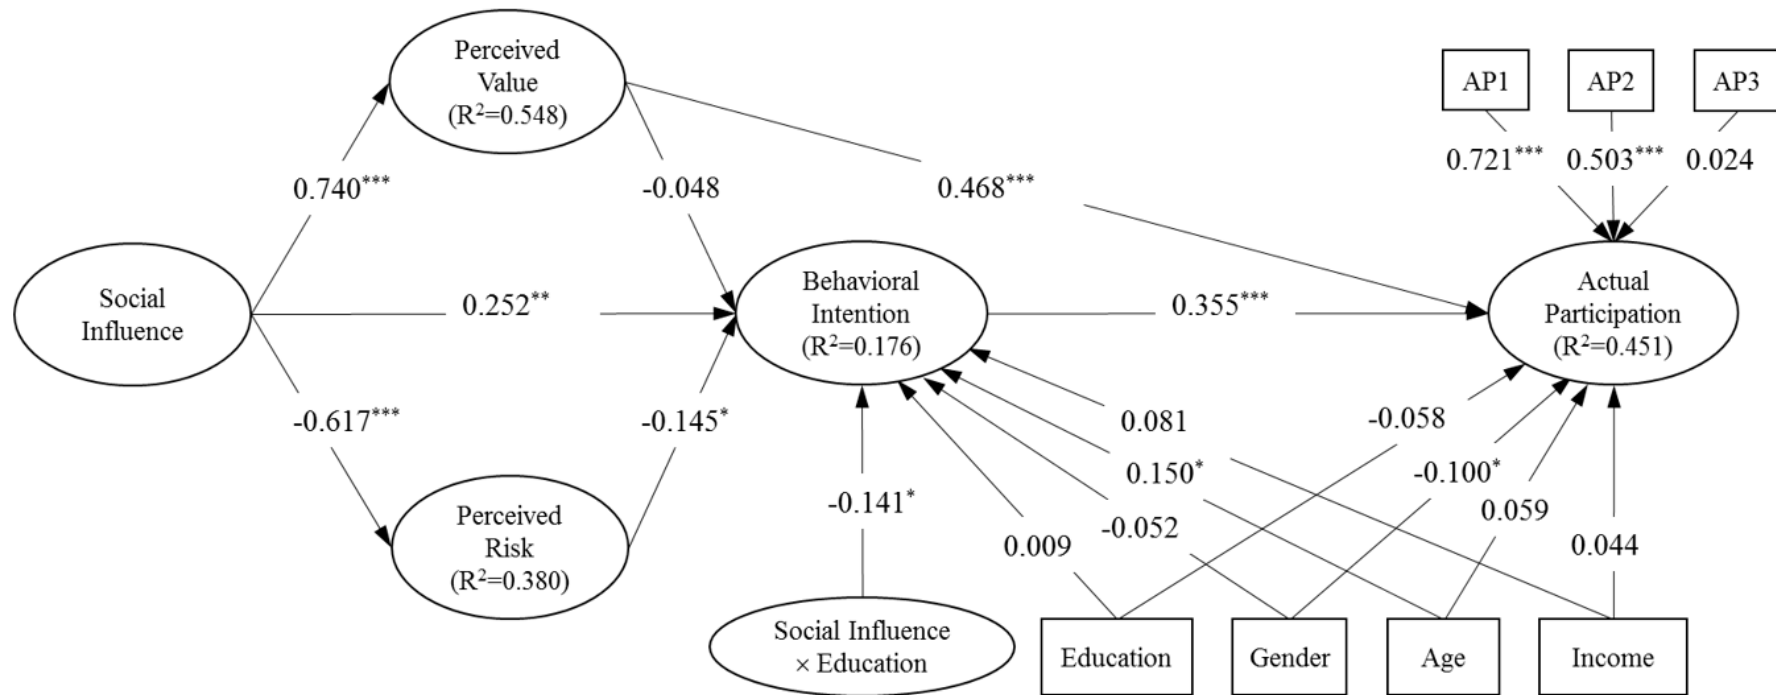 Perceived
Value
(R²=0.548)
AP1
AP2
AP3
0.721***
0.503***
0.024
0.740***
-0.048
0.468***
Social
Influence
0.252**
Behavioral
Intention
(R²=0.176)
0.355***
Actual
Participation
(R²=0.451)
-0.617***
-0.145*
0.081
-0.058
0.150*
-0.100*
-0.141*
0.009
-0.052
0.059
0.044
Perceived
Risk
(R²=0.380)
Social Influence
× Education
Education
Gender
Age
Income